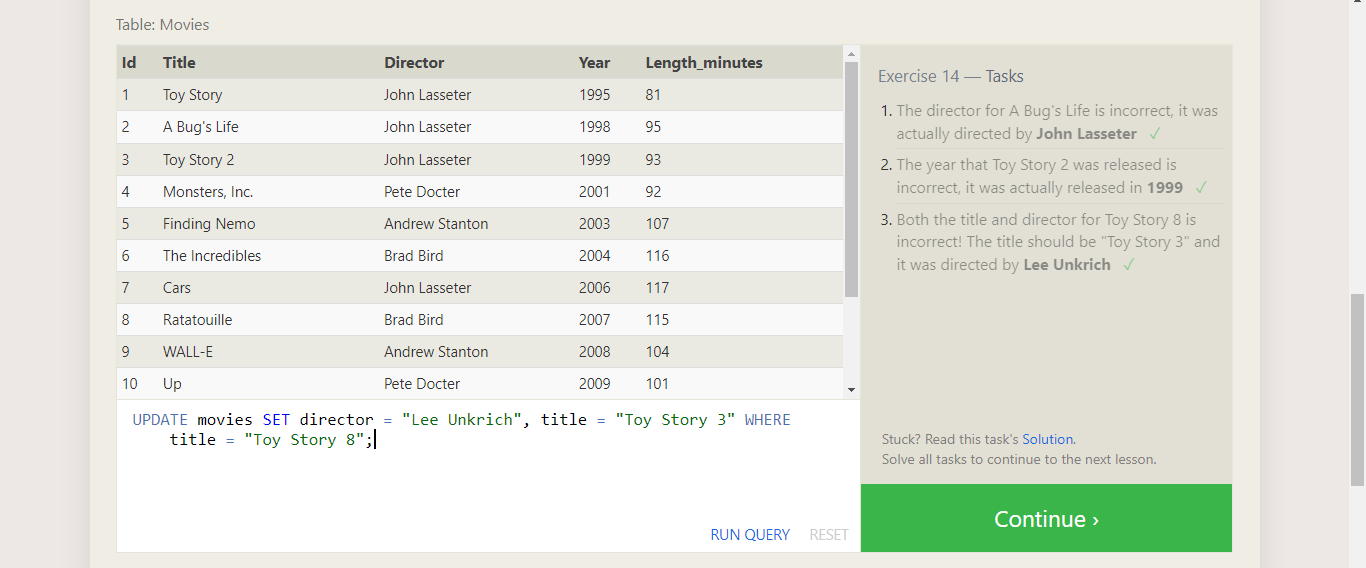 Table: Movies
Id Title Director Year Length_minutes
1 Toy Story John Lasseter 1995 81
2 A Bug's Life John Lasseter 1998 95
3 Toy Story 2 John Lasseter 1999 93
4 Monsters, Inc. Pete Docter 2001 92
5 Finding Nemo Andrew Stanton 2003 107
6 The Incredibles Brad Bird 2004 116
7 Cars John Lasseter 2006 117
8 Ratatouille Brad Bird 2007 115
9 WALL-E Andrew Stanton 2008 104
10 Up Pete Docter 2009 101
UPDATE movies SET director = "Lee Unkrich", title = "Toy Story 3" WHERE
title = "Toy Story 8";
RUN QUERY RESET
Exercise 14 — Tasks
1. The director for A Bug's Life is incorrect, it was
actually directed by John Lasseter ✓
2. The year that Toy Story 2 was released is
incorrect, it was actually released in 1999 ✓
3. Both the title and director for Toy Story 8 is
incorrect! The title should be "Toy Story 3" and
it was directed by Lee Unkrich ✓
Stuck? Read this task's Solution.
Solve all tasks to continue to the next lesson.
Continue ›